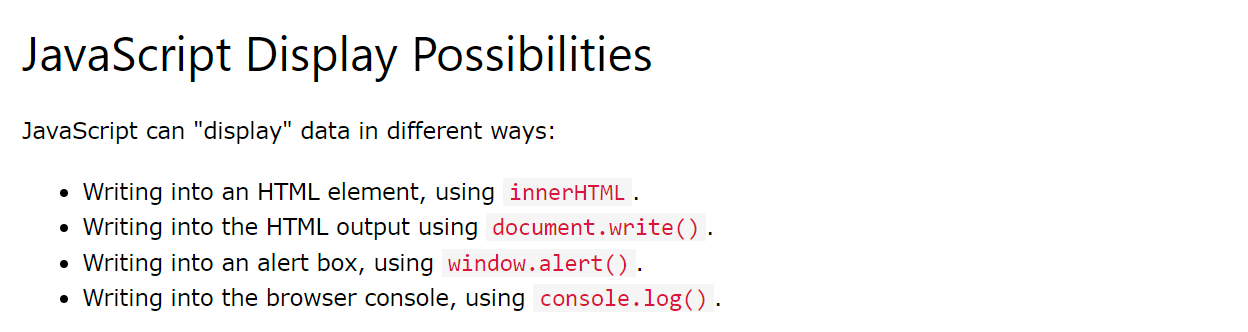 JavaScript Display Possibilities
JavaScript can "display" data in different ways:
• Writing into an HTML element, using innerHTML.
• Writing into the HTML output using document.write().
• Writing into an alert box, using window.alert().
• Writing into the browser console, using console.log().